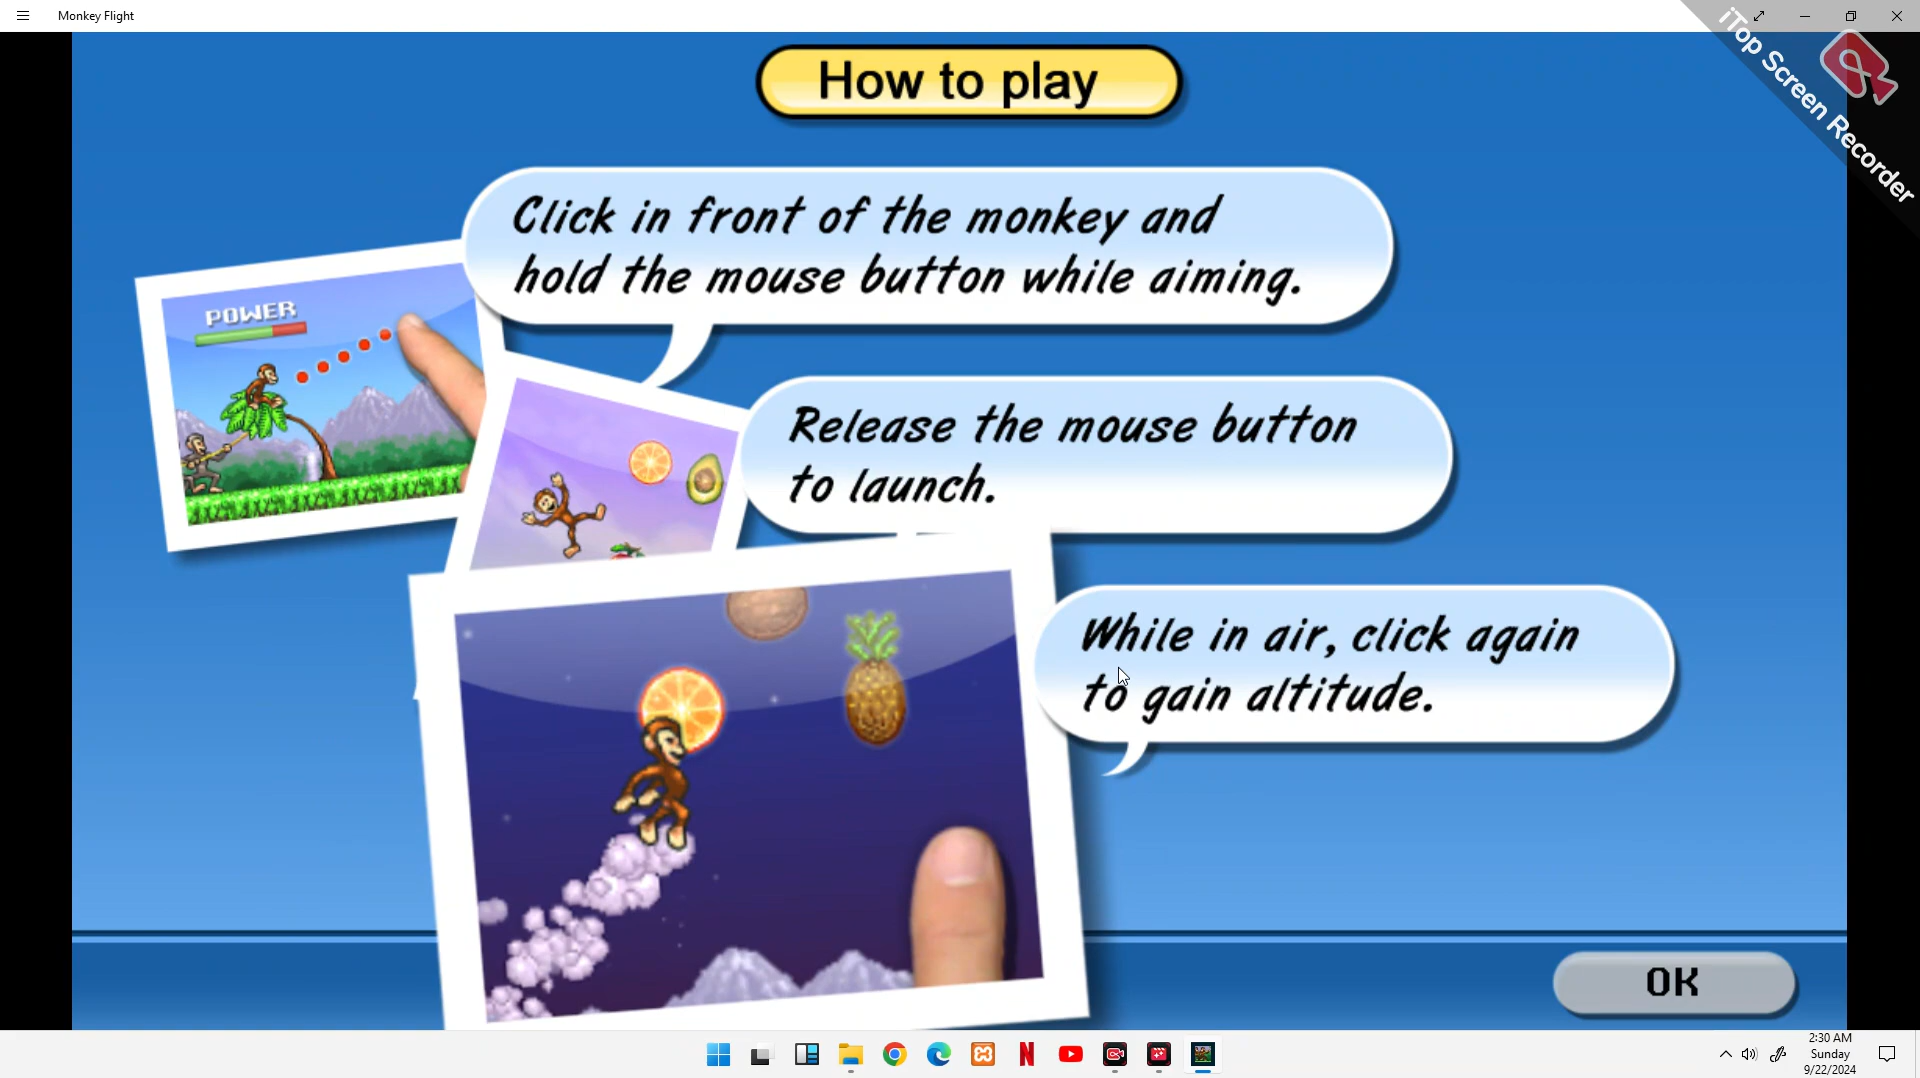 Monkey Flight
iTop Screen Recorder
How to play
Click in front of the monkey and
hold the mouse button while aiming.
POWER
Release the mouse button
to launch.
While in air, click again
to gain altitude.
OK
2:30 AM
Sunday
9/22/2024